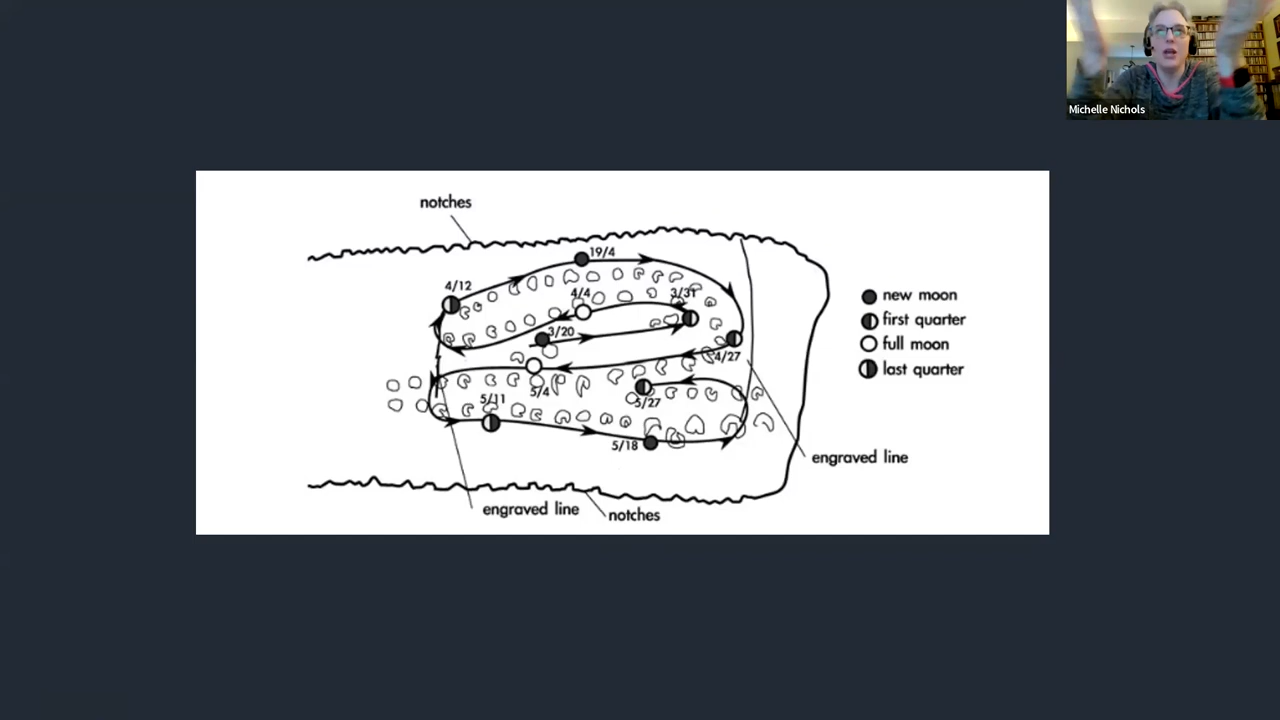 Michelle Nichols
notches
19/4
4/12
4/4
3/31
3/20
4/27
5/4
5/27
5/11
5/18
new moon
first quarter
full moon
last quarter
engraved line
engraved line
notches